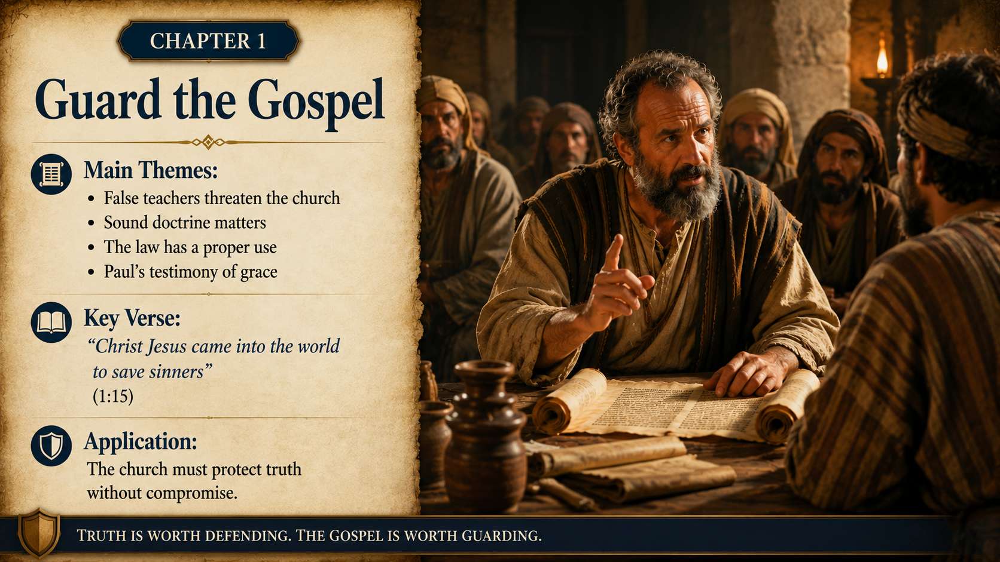 CHAPTER 1
Guard the Gospel
Main Themes:
• False teachers threaten the church
• Sound doctrine matters
• The law has a proper use
• Paul's testimony of grace
Key Verse:
“Christ Jesus came into the world
to save sinners”
(1:15)
Application:
The church must protect truth
without compromise.
TRUTH IS WORTH DEFENDING. THE GOSPEL IS WORTH GUARDING.